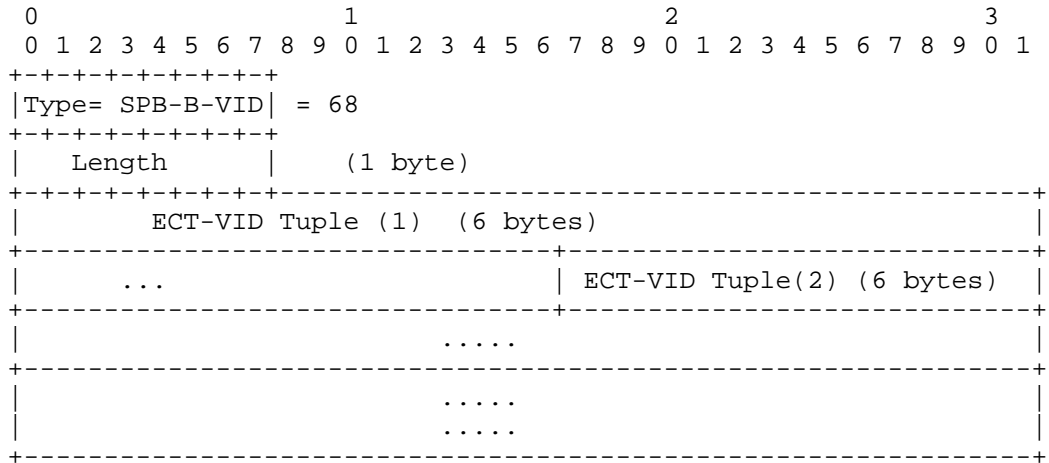 0                   1                   2                   3
 0 1 2 3 4 5 6 7 8 9 0 1 2 3 4 5 6 7 8 9 0 1 2 3 4 5 6 7 8 9 0 1
+-+-+-+-+-+-+-+-+
|Type= SPB-B-VID| = 68
+-+-+-+-+-+-+-+-+
|   Length      |    (1 byte)
+-+-+-+-+-+-+-+-+-----------------------------------------------+
|        ECT-VID Tuple (1)  (6 bytes)                           |
+---------------------------------+-----------------------------+
|      ...                        | ECT-VID Tuple(2) (6 bytes)  |
+---------------------------------+-----------------------------+
|                          .....                                |
+---------------------------------------------------------------+
|                          .....                                |
|                          .....                                |
+---------------------------------------------------------------+